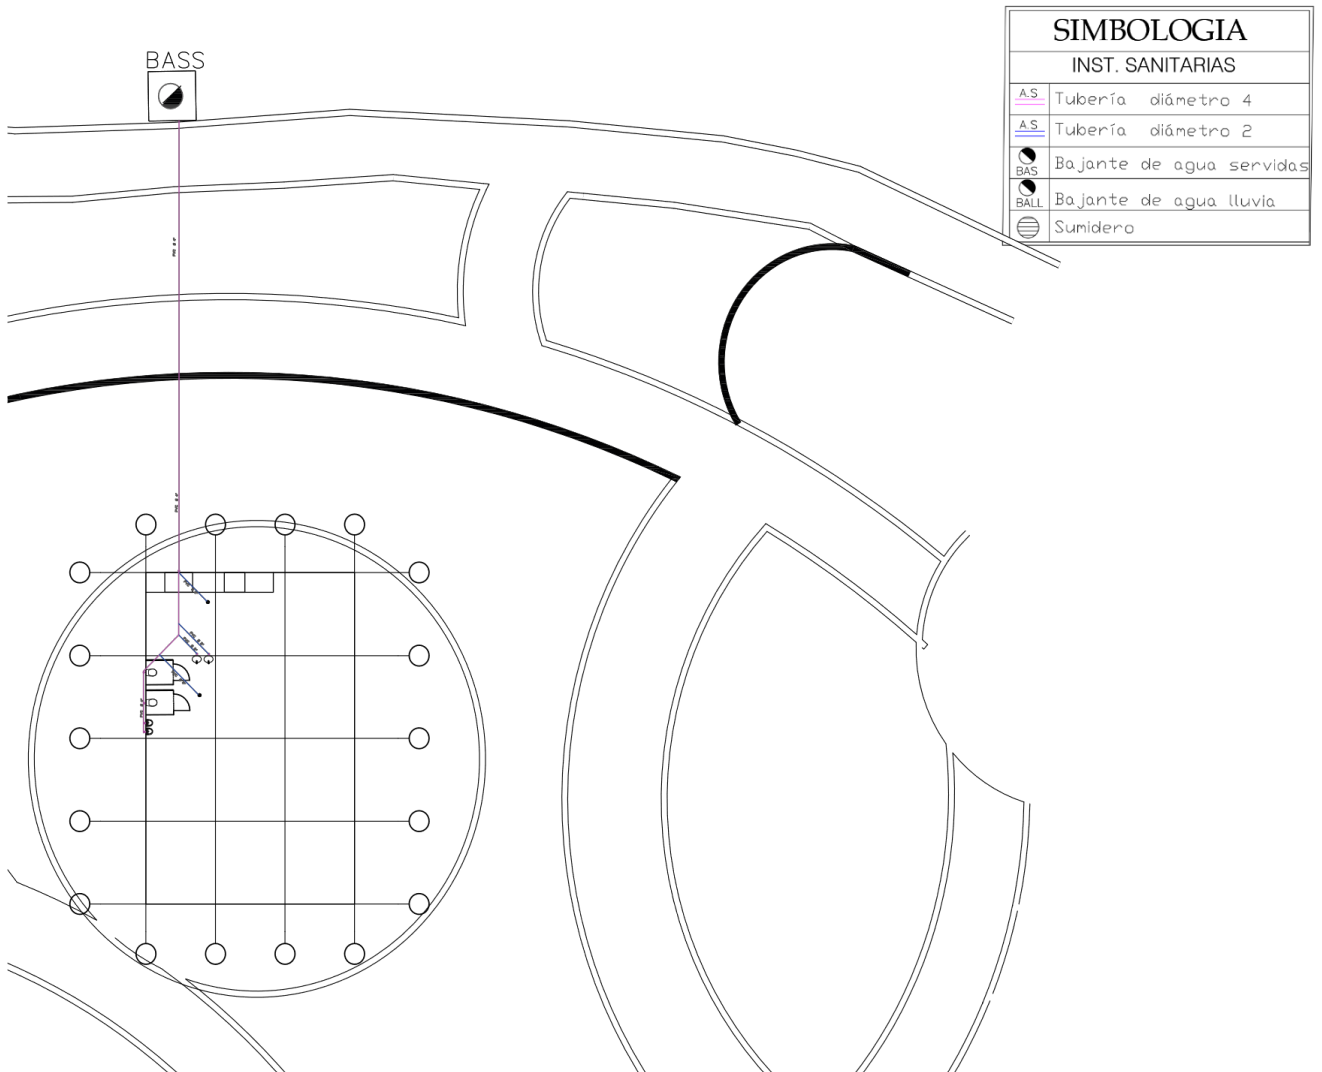 BASS
SIMBOLOGIA
INST. SANITARIAS
A.S Tubería diámetro 4
A.S Tubería diámetro 2
BAS Bajante de agua servidas
BALL Bajante de agua lluvia
Sumidero